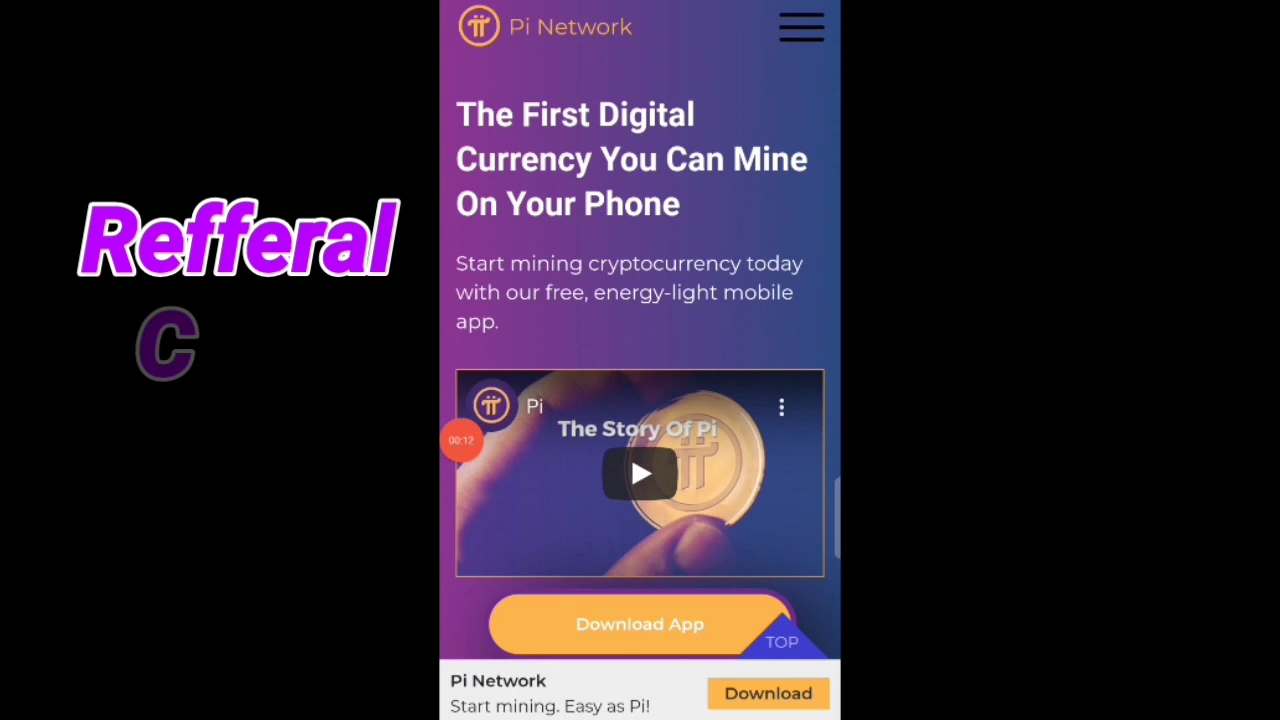 Pi Network
The First Digital
Currency You Can Mine
On Your Phone
Start mining cryptocurrency today
with our free, energy-light mobile
app.
Refferal
C
Pi
The Story Of Pi
00:12
Download App
TOP
Pi Network
Start mining. Easy as Pi!
Download